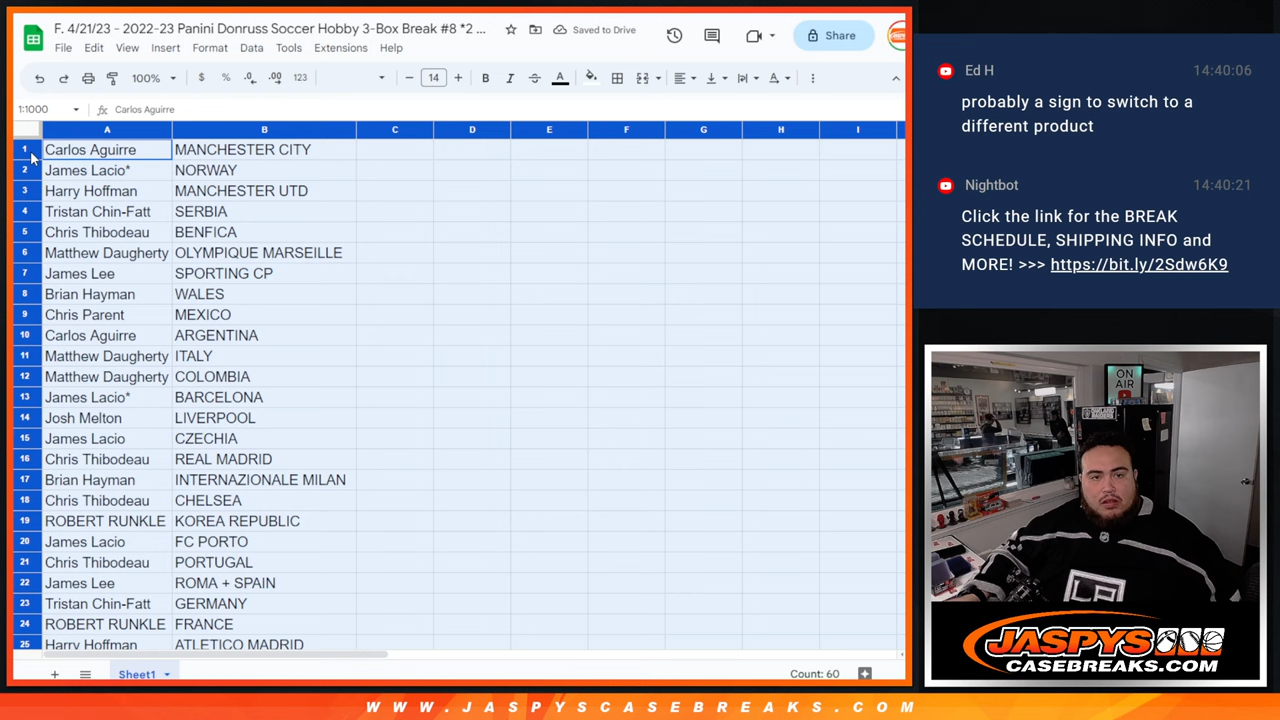 F. 4/21/23 - 2022-23 Panini Donruss Soccer Hobby 3-Box Break #8 *2 ...
Saved to Drive
Share
File Edit View Insert Format Data Tools Extensions Help
100% $ % .0 .00 123 14 B I S A
1:1000 fx Carlos Aguirre
A B C D E F G H I
1 Carlos Aguirre MANCHESTER CITY
2 James Lacio* NORWAY
3 Harry Hoffman MANCHESTER UTD
4 Tristan Chin-Fatt SERBIA
5 Chris Thibodeau BENFICA
6 Matthew Daugherty OLYMPIQUE MARSEILLE
7 James Lee SPORTING CP
8 Brian Hayman WALES
9 Chris Parent MEXICO
10 Carlos Aguirre ARGENTINA
11 Matthew Daugherty ITALY
12 Matthew Daugherty COLOMBIA
13 James Lacio* BARCELONA
14 Josh Melton LIVERPOOL
15 James Lacio CZECHIA
16 Chris Thibodeau REAL MADRID
17 Brian Hayman INTERNAZIONALE MILAN
18 Chris Thibodeau CHELSEA
19 ROBERT RUNKLE KOREA REPUBLIC
20 James Lacio FC PORTO
21 Chris Thibodeau PORTUGAL
22 James Lee ROMA + SPAIN
23 Tristan Chin-Fatt GERMANY
24 ROBERT RUNKLE FRANCE
25 Harry Hoffman ATLETICO MADRID
Sheet1
Count: 60
Ed H 14:40:06
probably a sign to switch to a
different product
Nightbot 14:40:21
Click the link for the BREAK
SCHEDULE, SHIPPING INFO and
MORE! >>> https://bit.ly/2Sdw6K9
ON
AIR
JASPYS
CASEBREAKS.COM
WWW.JASPYSCASEBREAKS.COM